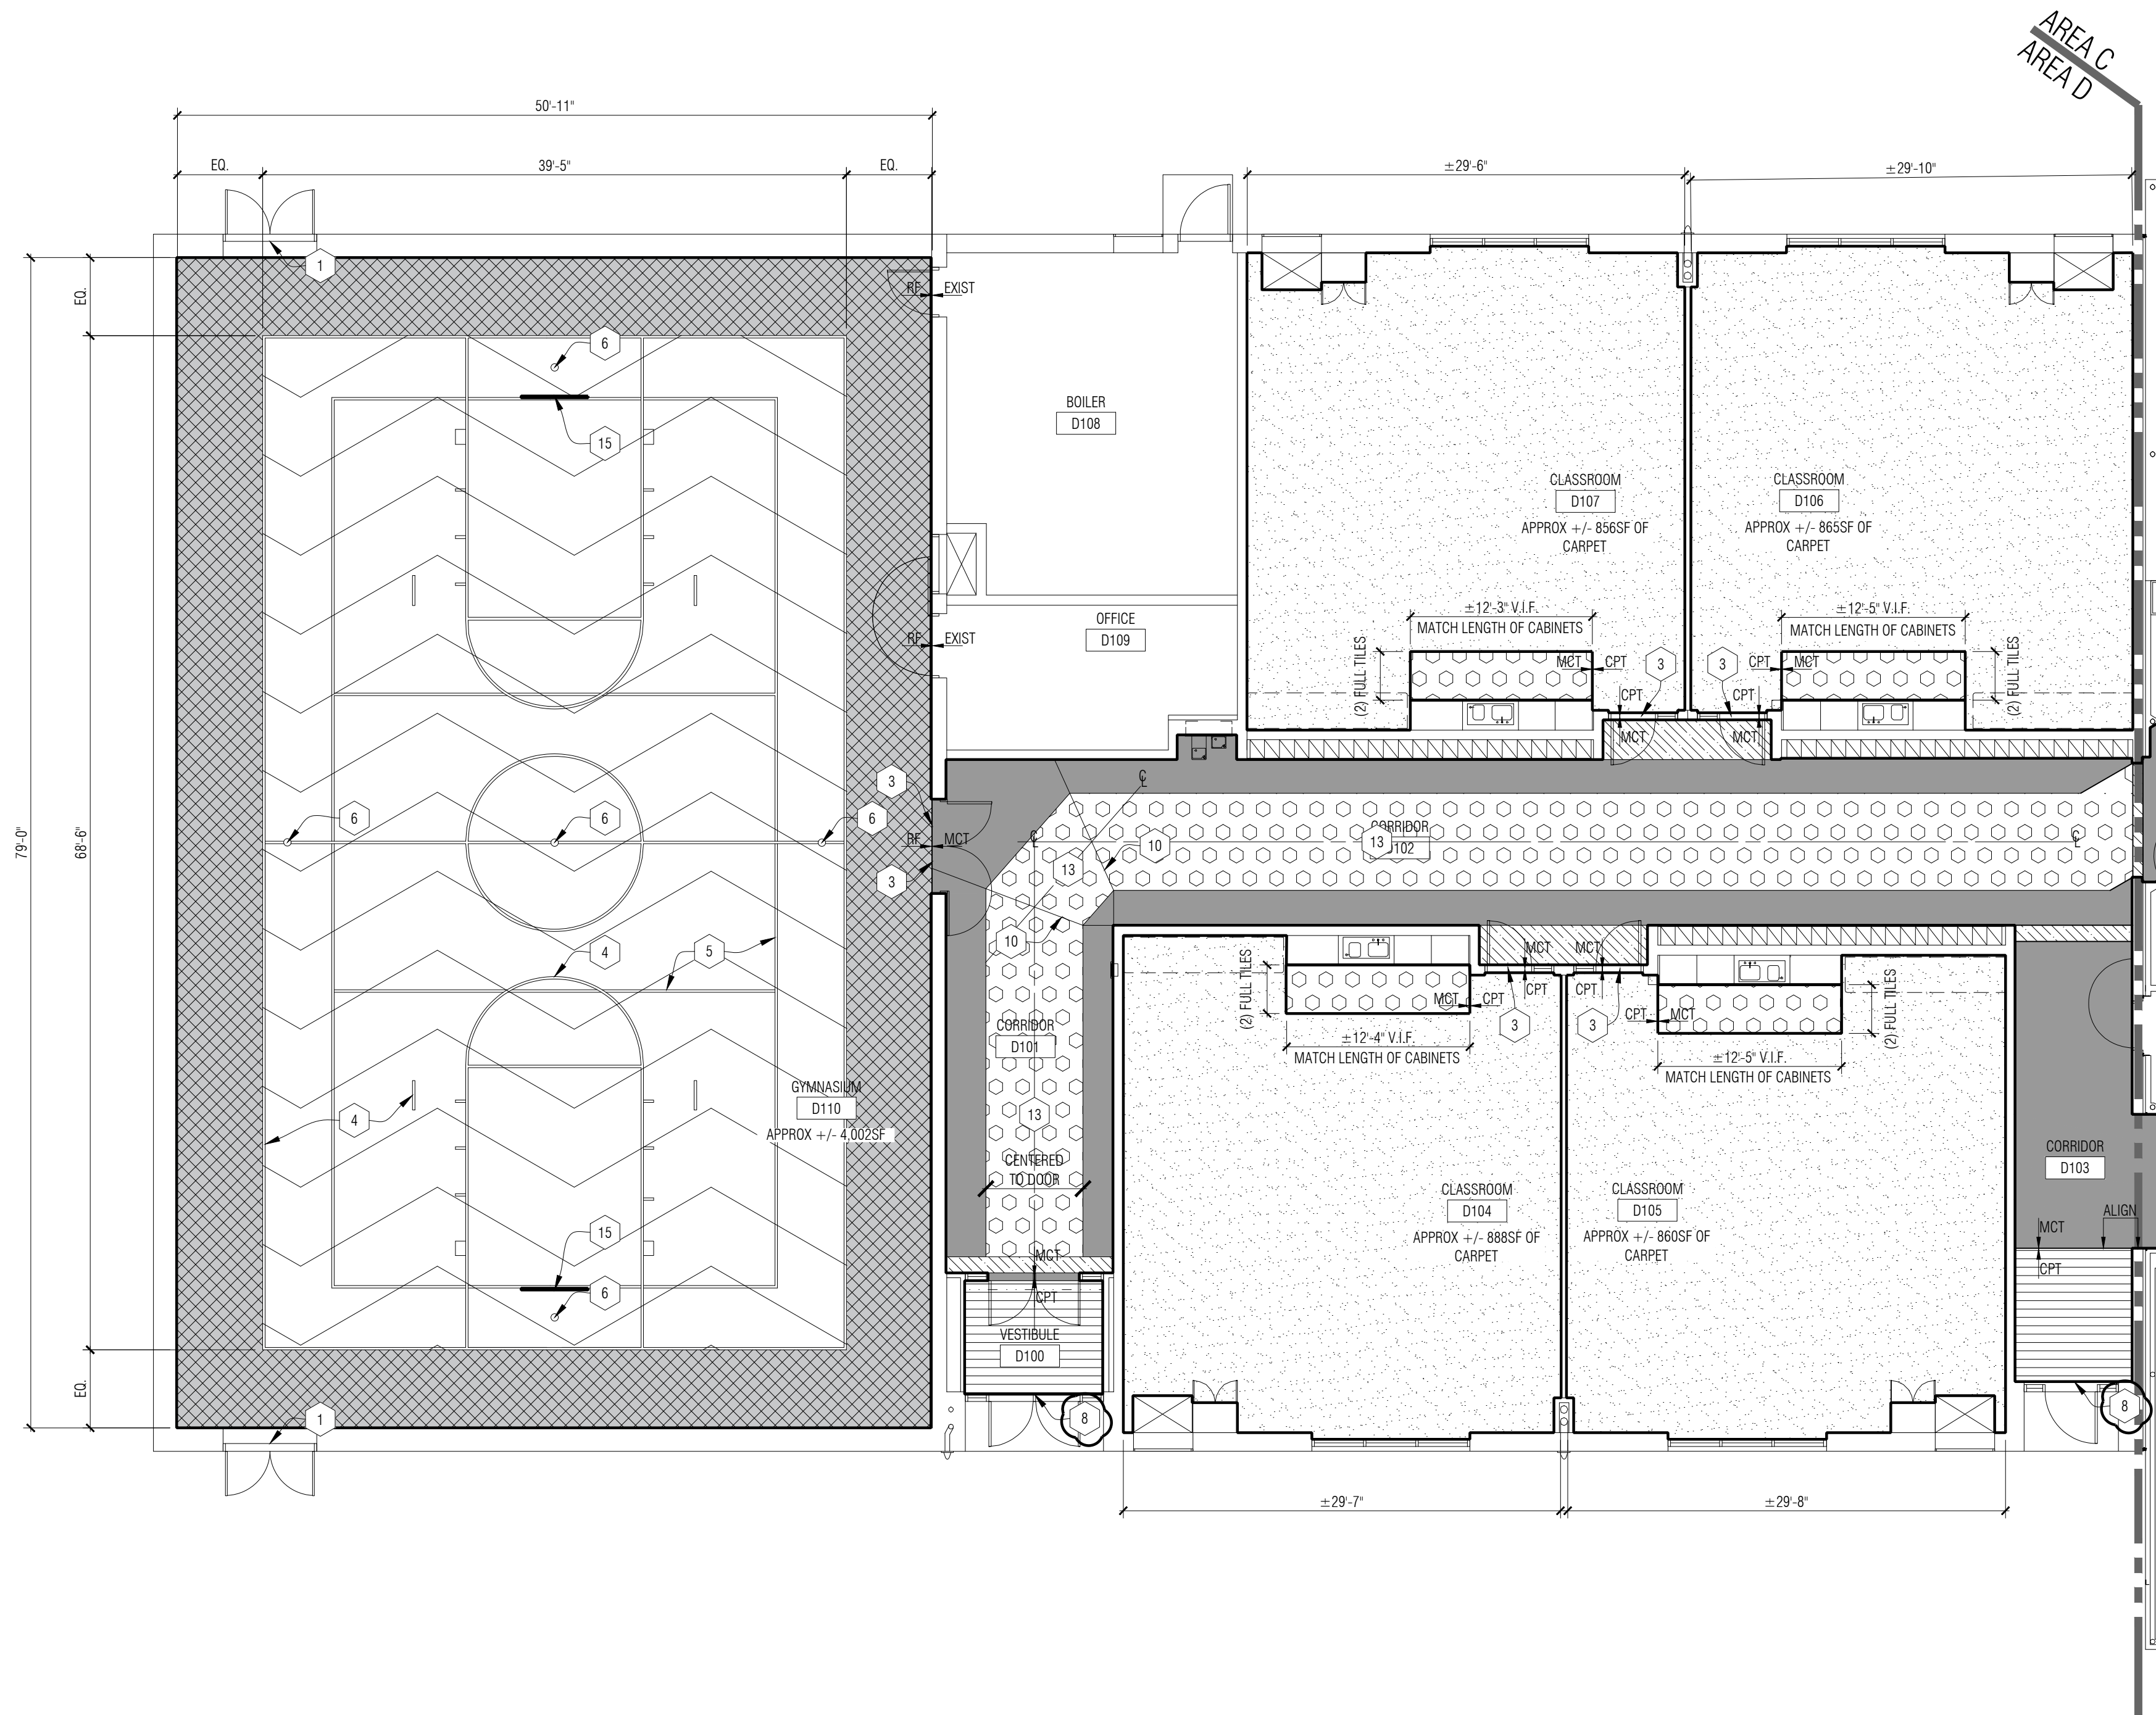 AREA C
AREA D
50'-11"
EQ.
39'-5"
EQ.
±29'-6"
±29'-10"
1
EQ.
RF
EXIST
6
15
BOILER
D108
CLASSROOM
D107
APPROX +/- 856SF OF
CARPET
CLASSROOM
D106
APPROX +/- 865SF OF
CARPET
OFFICE
D109
RF
EXIST
±12'-3" V.I.F.
MATCH LENGTH OF CABINETS
(2) FULL TILES
MCT
CPT
3
CPT
MCT
3
CPT
MCT
CPT
MCT
±12'-5" V.I.F.
MATCH LENGTH OF CABINETS
(2) FULL TILES
79'-0"
68'-6"
3
6
6
6
RF
MCT
3
℄
℄
10
13
CORRIDOR
D102
13
℄
10
4
5
MCT
MCT
CPT
CPT
(2) FULL TILES
MCT
CPT
3
3
CPT
MCT
(2) FULL TILES
±12'-4" V.I.F.
MATCH LENGTH OF CABINETS
±12'-5" V.I.F.
MATCH LENGTH OF CABINETS
CORRIDOR
D101
GYMNASIUM
D110
APPROX +/- 4,002SF
4
13
CENTERED
TO DOOR
CORRIDOR
D103
CLASSROOM
D104
APPROX +/- 888SF OF
CARPET
CLASSROOM
D105
APPROX +/- 860SF OF
CARPET
ALIGN
MCT
CPT
15
6
MCT
CPT
VESTIBULE
D100
EQ.
1
8
8
±29'-7"
±29'-8"